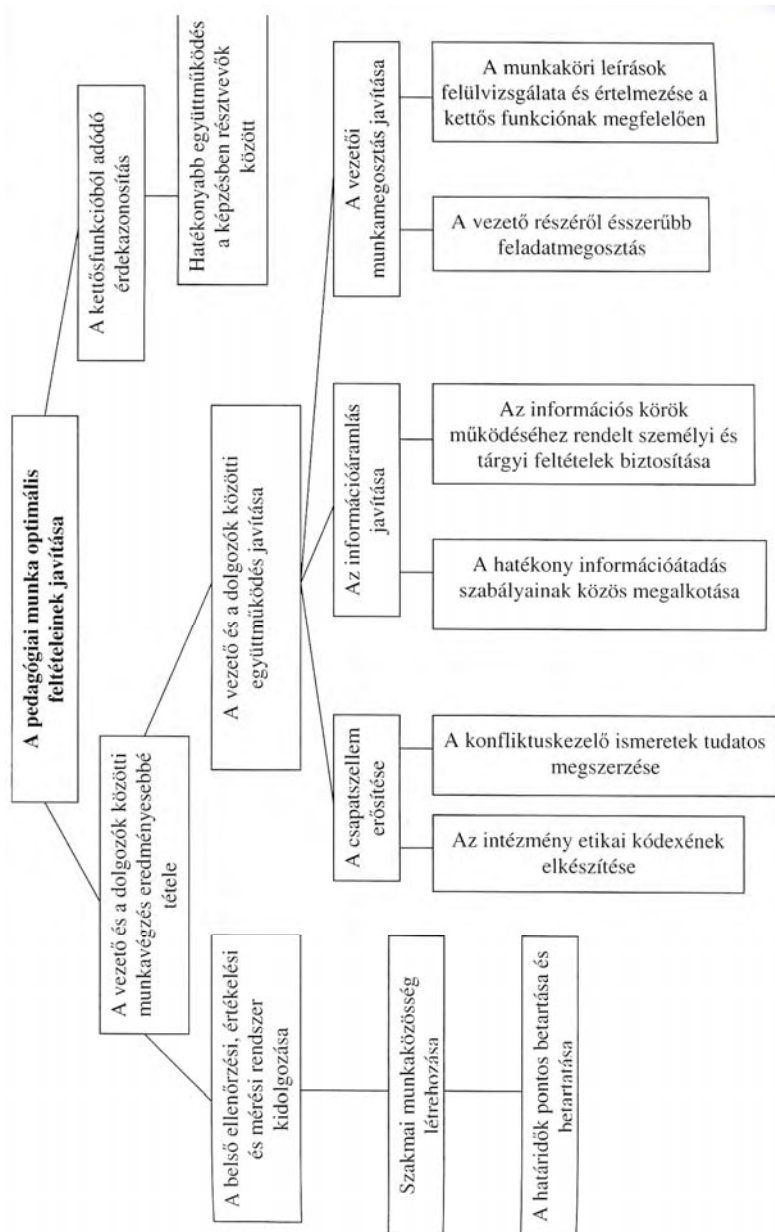 A pedagógiai munka optimális
feltételeinek javítása
A vezető és a dolgozók közötti
munkavégzés eredményesebbé
tétele
A kettősfunkcióból adódó
érdekazonosítás
A belső ellenőrzési, értékelési
és mérési rendszer
kidolgozása
A vezető és a dolgozók közötti
együttműködés javítása
Hatékonyabb együttműködés
a képzésben résztvevők
között
Szakmai munkaközösség
létrehozása
A csapatszellem
erősítése
Az információáramlás
javítása
A vezetői
munkamegosztás javítása
A határidők pontos betartása és
betartatása
Az intézmény etikai kódexének
elkészítése
A konfliktuskezelő ismeretek tudatos
megszerzése
A hatékony információátadás
szabályainak közös megalkotása
Az információs körök
működéséhez rendelt személyi és
tárgyi feltételek biztosítása
A vezető részéről ésszerűbb
feladatmegosztás
A munkaköri leírások
felülvizsgálata és értelmezése a
kettős funkciónak megfelelően